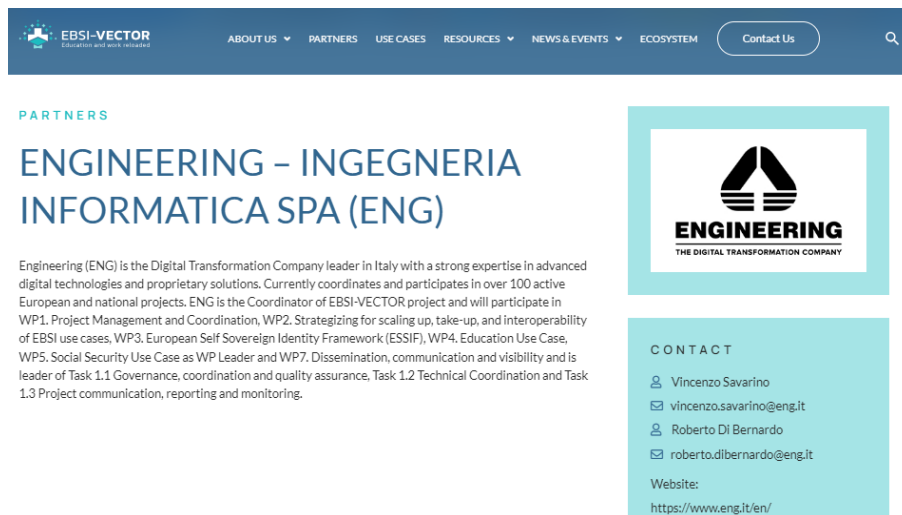 EBSI-VECTOR
Education and work reloaded
ABOUT US
PARTNERS
USE CASES
RESOURCES
NEWS & EVENTS
ECOSYSTEM
Contact Us
PARTNERS
ENGINEERING – INGEGNERIA
INFORMATICA SPA (ENG)
Engineering (ENG) is the Digital Transformation Company leader in Italy with a strong expertise in advanced
digital technologies and proprietary solutions. Currently coordinates and participates in over 100 active
European and national projects. ENG is the Coordinator of EBSI-VECTOR project and will participate in
WP1. Project Management and Coordination, WP2. Strategizing for scaling up, take-up, and interoperability
of EBSI use cases, WP3. European Self Sovereign Identity Framework (ESSIF), WP4. Education Use Case,
WP5. Social Security Use Case as WP Leader and WP7. Dissemination, communication and visibility and is
leader of Task 1.1 Governance, coordination and quality assurance, Task 1.2 Technical Coordination and Task
1.3 Project communication, reporting and monitoring.
ENGINEERING
THE DIGITAL TRANSFORMATION COMPANY
CONTACT
Vincenzo Savarino
vincenzo.savarino@eng.it
Roberto Di Bernardo
roberto.dibernardo@eng.it
Website:
https://www.eng.it/en/